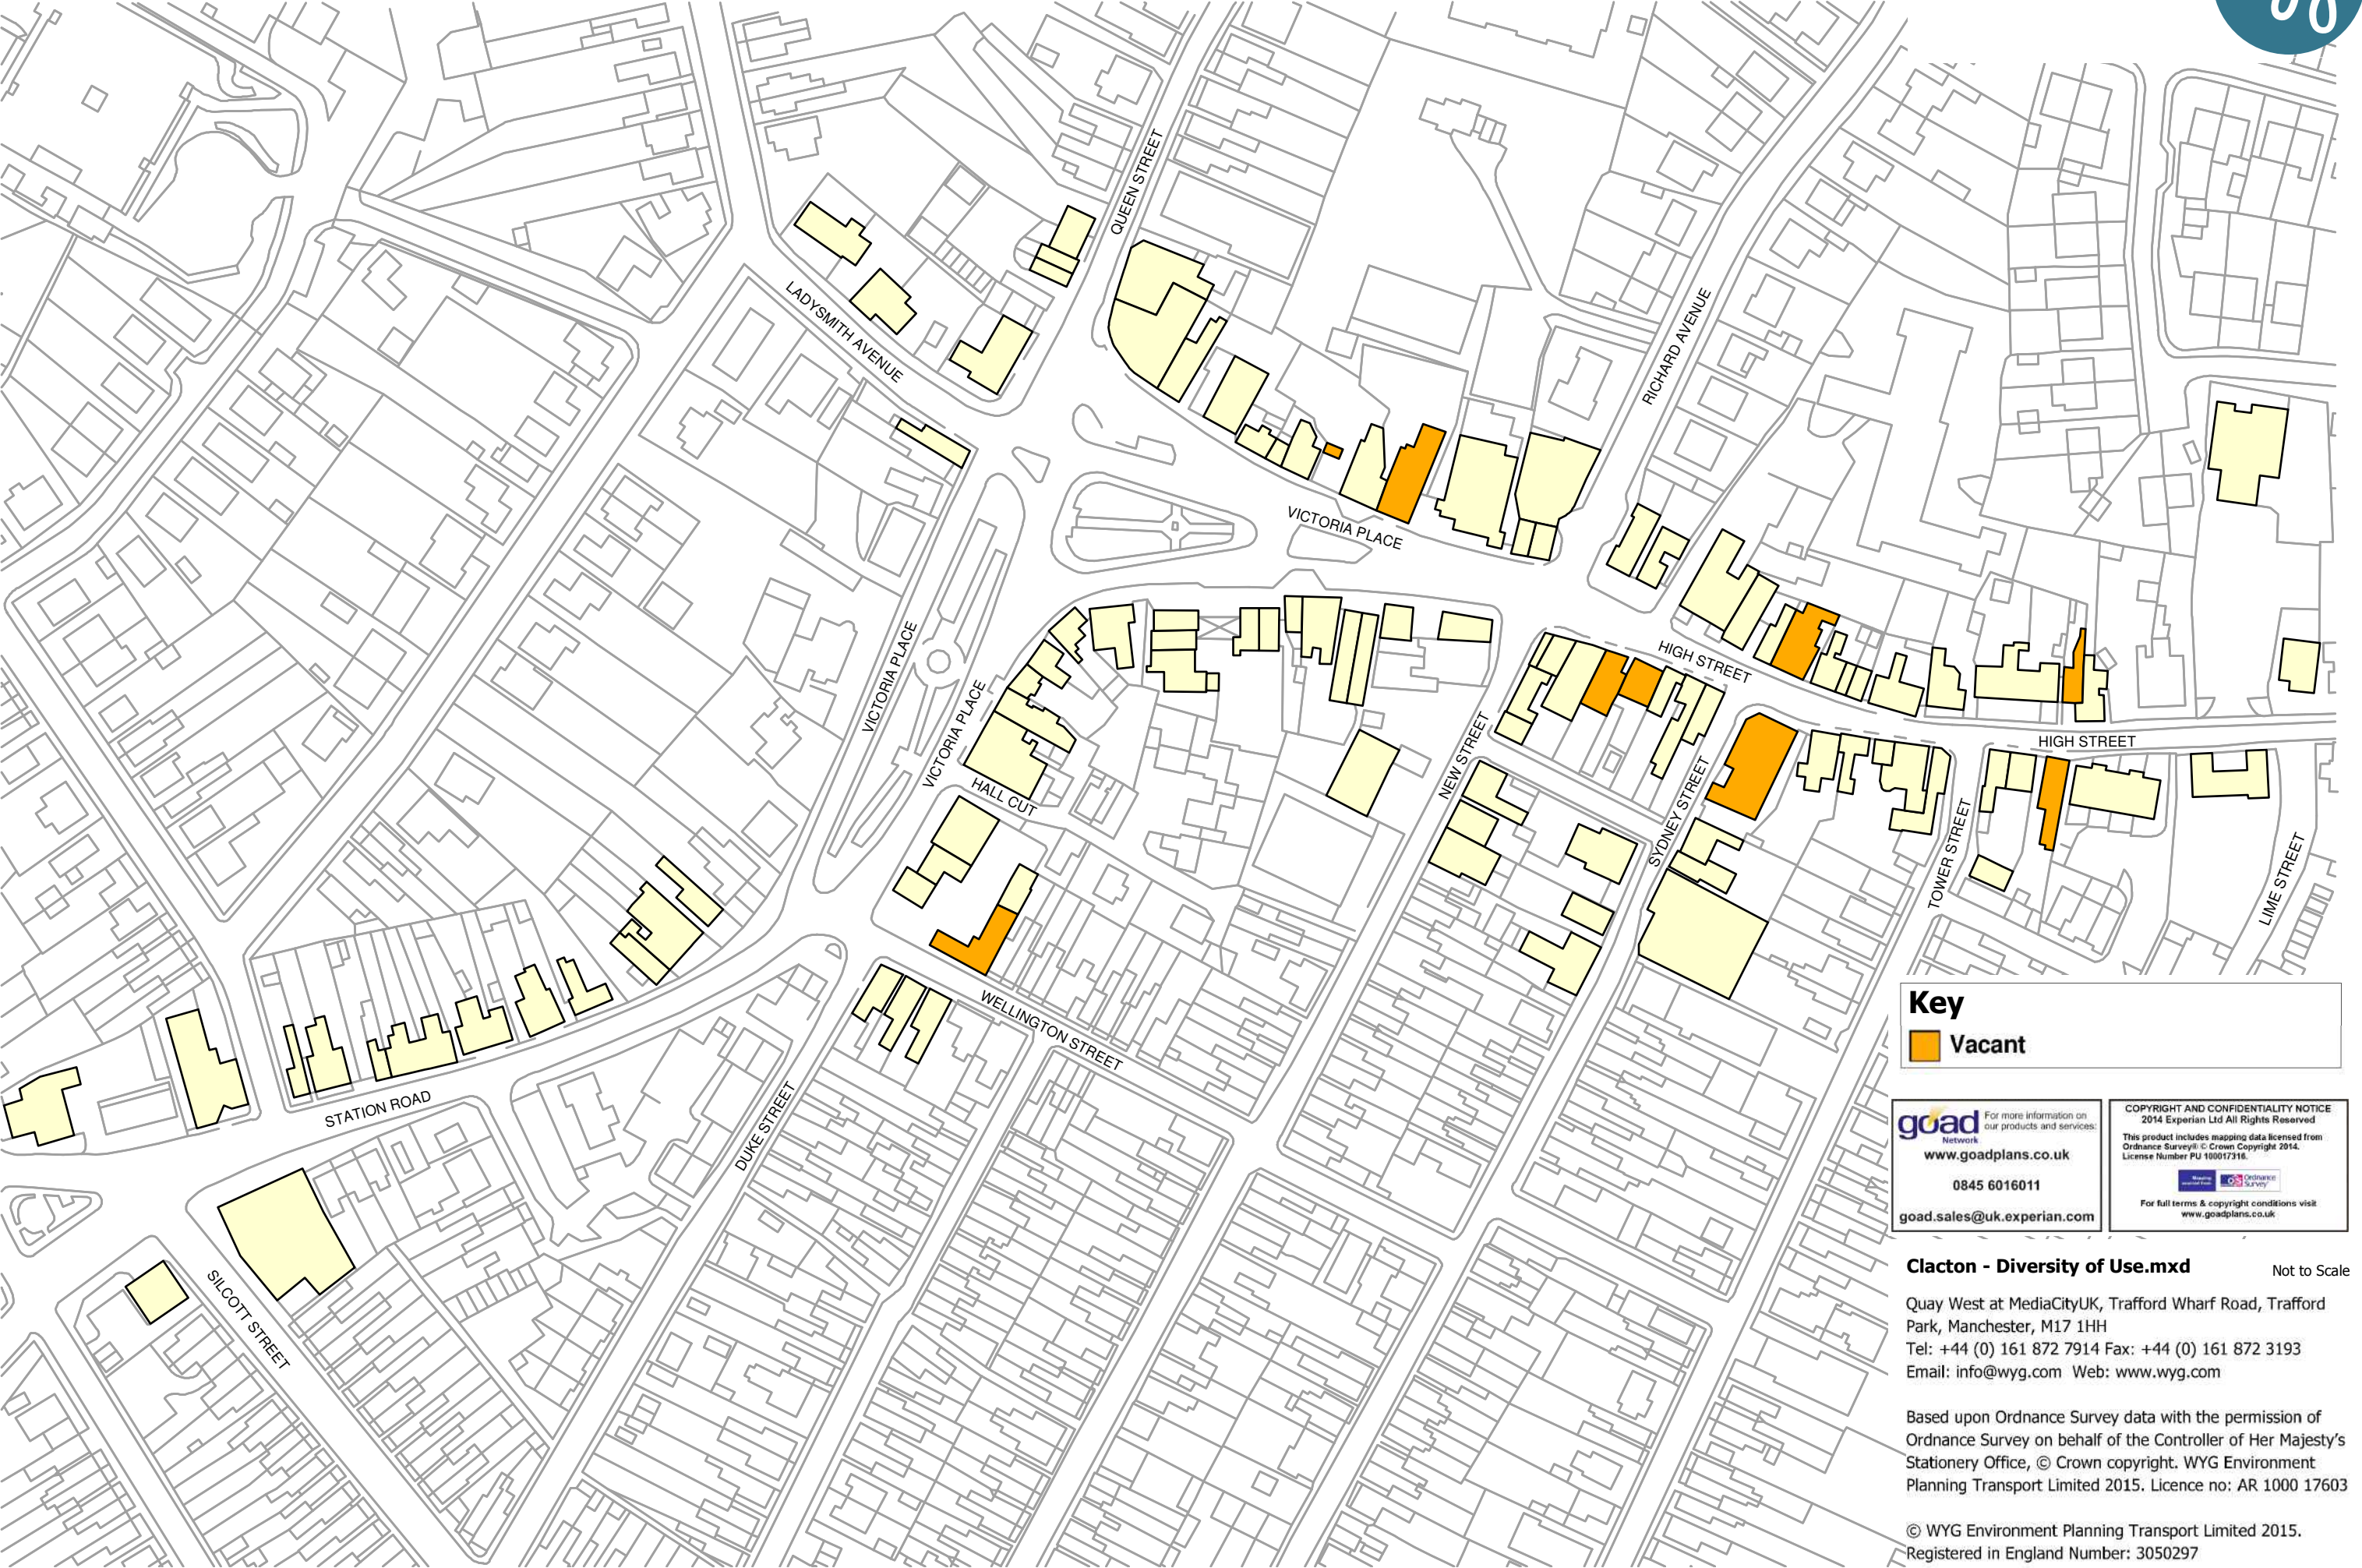 QUEEN STREET
LADYSMITH AVENUE
RICHARD AVENUE
VICTORIA PLACE
VICTORIA PLACE
VICTORIA PLACE
HIGH STREET
HIGH STREET
HALL CUT
NEW STREET
SYDNEY STREET
TOWER STREET
LIME STREET
WELLINGTON STREET
STATION ROAD
DUKE STREET
SILCOTT STREET
Key
Vacant
goad
Network
For more information on
our products and services:
www.goadplans.co.uk
0845 6016011
goad.sales@uk.experian.com
COPYRIGHT AND CONFIDENTIALITY NOTICE
2014 Experian Ltd All Rights Reserved
This product includes mapping data licensed from
Ordnance Survey® © Crown Copyright 2014.
License Number PU 100017316.
OS Ordnance
Survey
For full terms & copyright conditions visit
www.goadplans.co.uk
Clacton - Diversity of Use.mxd
Not to Scale
Quay West at MediaCityUK, Trafford Wharf Road, Trafford
Park, Manchester, M17 1HH
Tel: +44 (0) 161 872 7914 Fax: +44 (0) 161 872 3193
Email: info@wyg.com Web: www.wyg.com
Based upon Ordnance Survey data with the permission of
Ordnance Survey on behalf of the Controller of Her Majesty's
Stationery Office, © Crown copyright. WYG Environment
Planning Transport Limited 2015. Licence no: AR 1000 17603
© WYG Environment Planning Transport Limited 2015.
Registered in England Number: 3050297